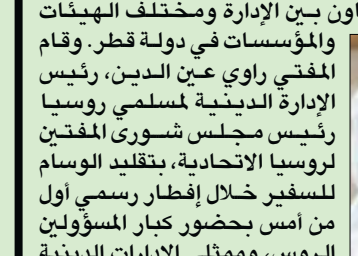 اون بين الإدارة ومختلف الهيئات
والمؤسسات في دولة قطر. وقام
المفتي راوي عين الدين، رئيس
الإدارة الدينية لمسلمي روسيا
رئيس مجلس شورى المفتين
لروسيا الاتحادية، بتقليد الوسام
للسفير خلال إفطار رسمي أول
من أمس بحضور كبار المسؤولين
الروس، وممثلي الإدارات الدينية